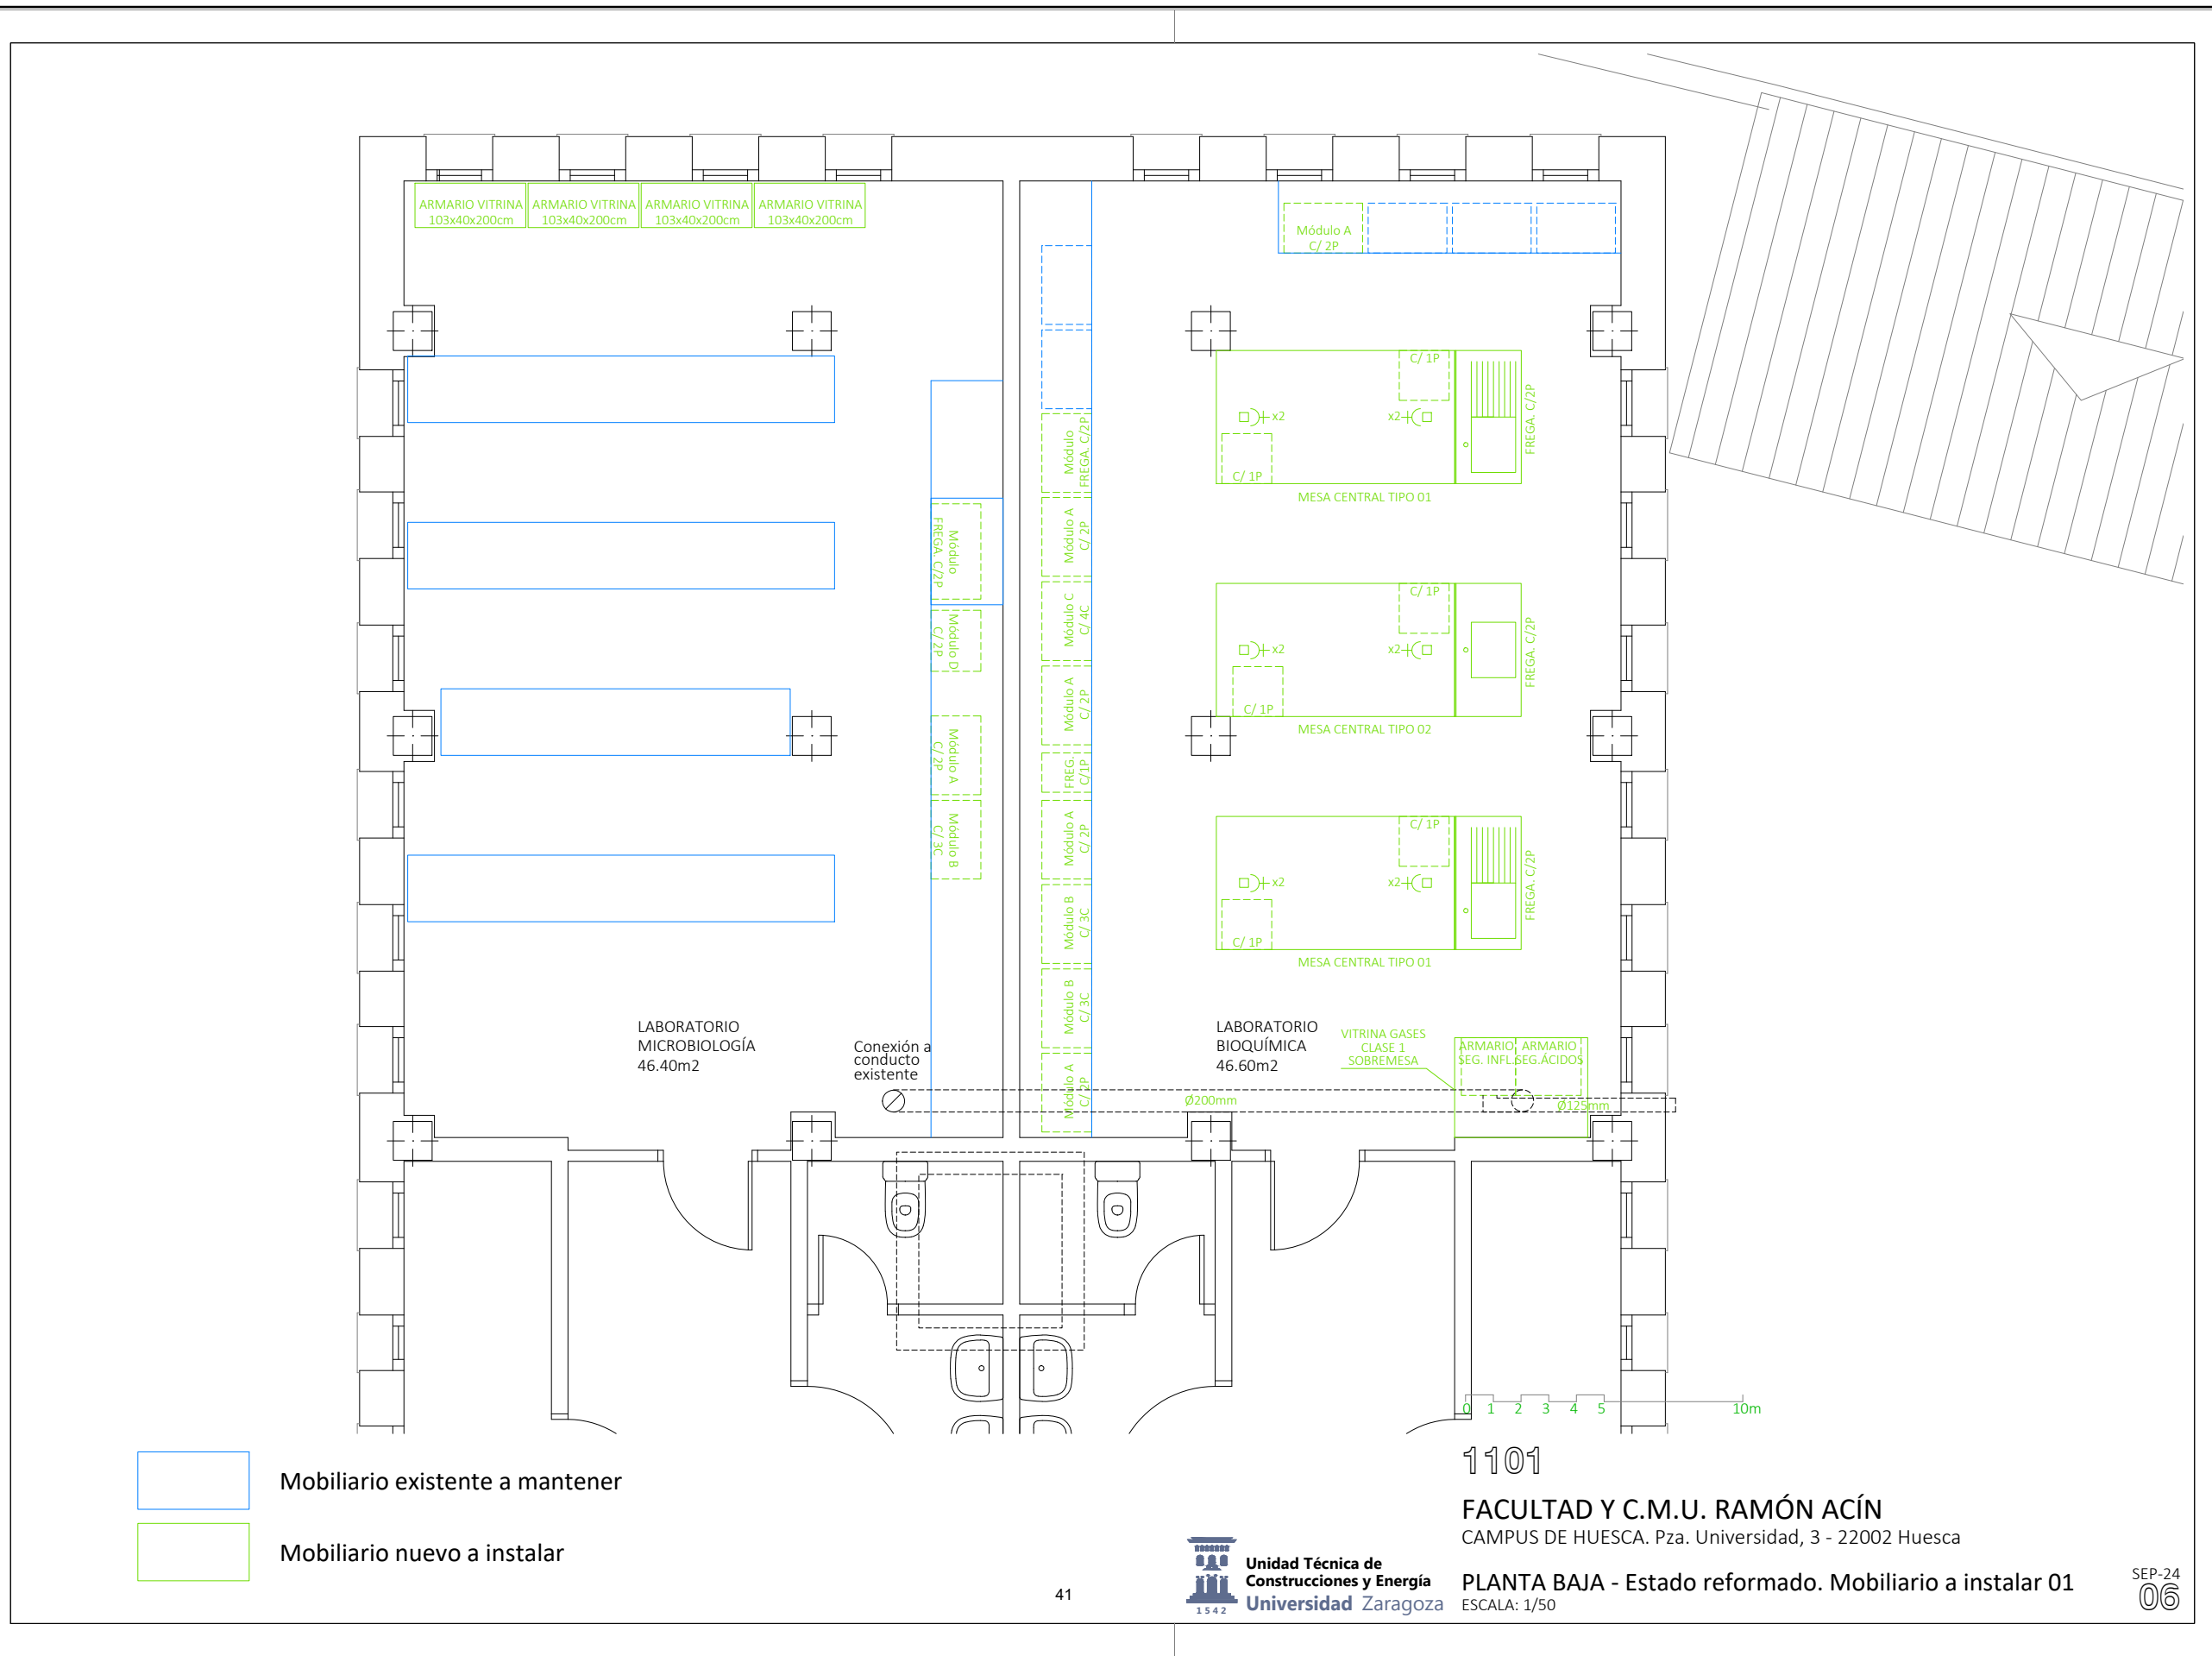 ARMARIO VITRINA
103x40x200cm
ARMARIO VITRINA
103x40x200cm
ARMARIO VITRINA
103x40x200cm
ARMARIO VITRINA
103x40x200cm
Módulo A
C/ 2P
Módulo
FREGA. C/2P
Módulo A
C/ 2P
Módulo C
C/ 4C
Módulo A
C/ 2P
FREG.
C/1P
Módulo A
C/ 2P
Módulo B
C/ 3C
Módulo B
C/ 3C
Módulo A
C/ 2P
Módulo
FREGA. C/2P
Módulo D
C/ 2P
Módulo A
C/ 2P
Módulo B
C/ 3C
C/ 1P
x2
x2
C/ 1P
FREGA. C/2P
MESA CENTRAL TIPO 01
C/ 1P
x2
x2
C/ 1P
FREGA. C/2P
MESA CENTRAL TIPO 02
C/ 1P
x2
x2
C/ 1P
FREGA. C/2P
MESA CENTRAL TIPO 01
LABORATORIO
MICROBIOLOGÍA
46.40m2
Conexión a
conducto
existente
LABORATORIO
BIOQUÍMICA
46.60m2
VITRINA GASES
CLASE 1
SOBREMESA
ARMARIO
SEG. INFL.
ARMARIO
SEG.ÁCIDOS
Ø200mm
Ø125mm
0 1 2 3 4 5 10m
Mobiliario existente a mantener
Mobiliario nuevo a instalar
41
1542
Unidad Técnica de
Construcciones y Energía
Universidad Zaragoza
1101
FACULTAD Y C.M.U. RAMÓN ACÍN
CAMPUS DE HUESCA. Pza. Universidad, 3 - 22002 Huesca
PLANTA BAJA - Estado reformado. Mobiliario a instalar 01
ESCALA: 1/50
SEP-24
06